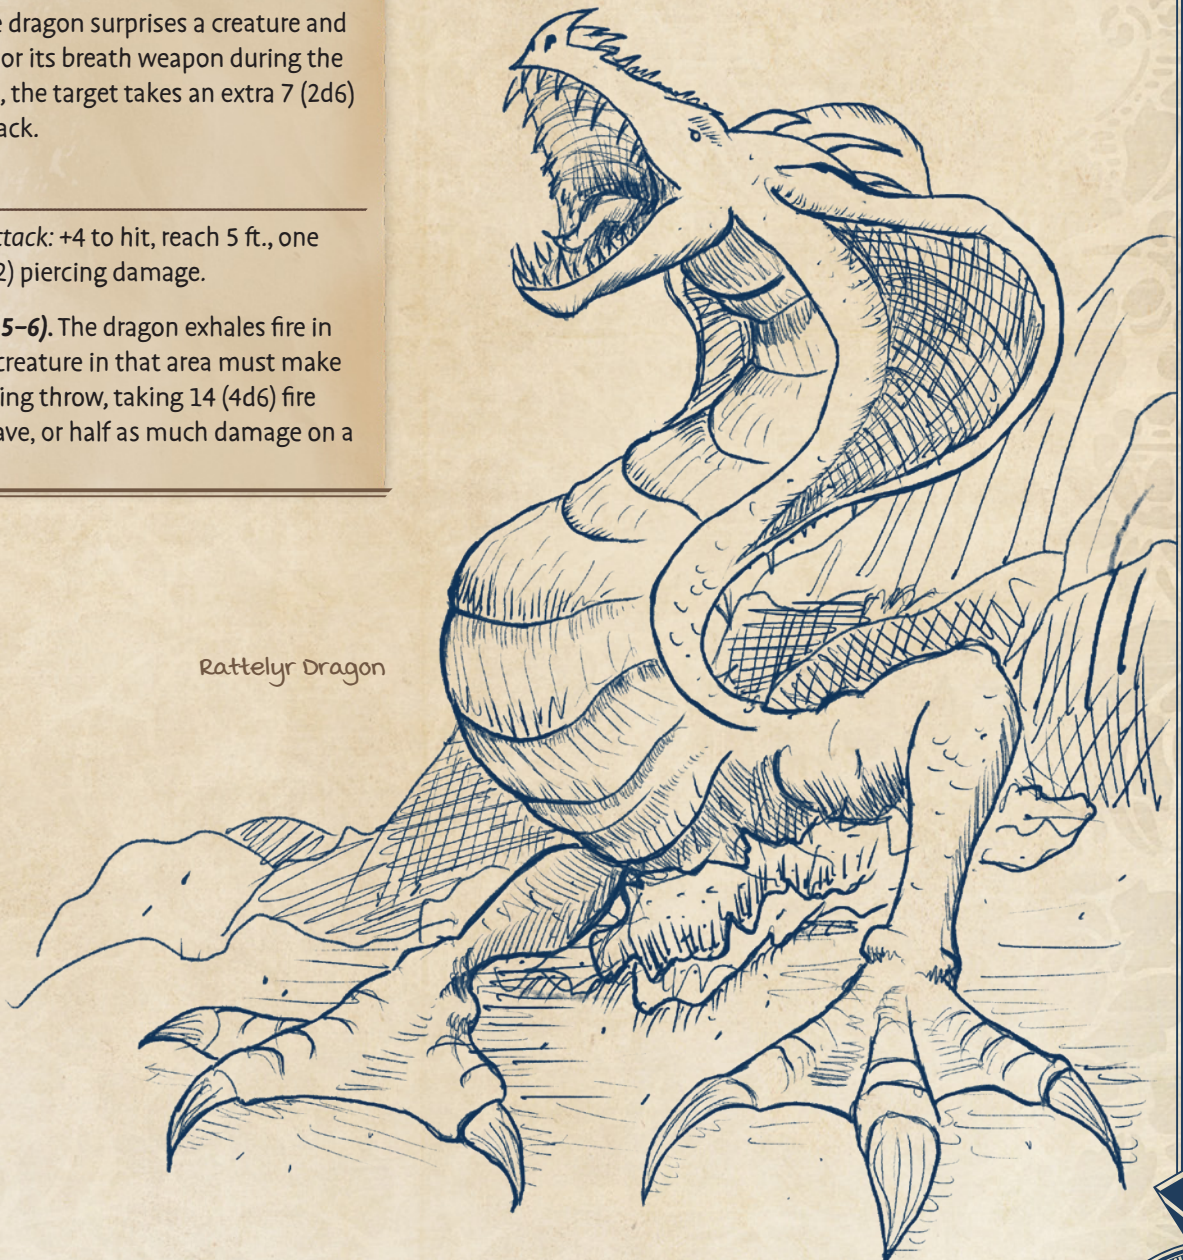 e dragon surprises a creature and
or its breath weapon during the
, the target takes an extra 7 (2d6)
ack.
ttack: +4 to hit, reach 5 ft., one
2) piercing damage.
5–6). The dragon exhales fire in
creature in that area must make
ing throw, taking 14 (4d6) fire
ave, or half as much damage on a
Rattelyr Dragon